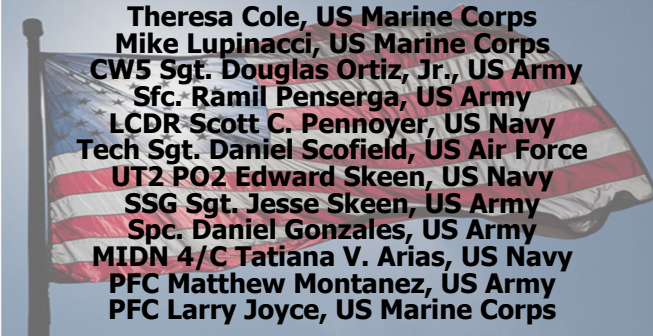 Theresa Cole, US Marine Corps
Mike Lupinacci, US Marine Corps
CW5 Sgt. Douglas Ortiz, Jr., US Army
Sfc. Ramil Penserga, US Army
LCDR Scott C. Pennoyer, US Navy
Tech Sgt. Daniel Scofield, US Air Force
UT2 PO2 Edward Skeen, US Navy
SSG Sgt. Jesse Skeen, US Army
Spc. Daniel Gonzales, US Army
MIDN 4/C Tatiana V. Arias, US Navy
PFC Matthew Montanez, US Army
PFC Larry Joyce, US Marine Corps